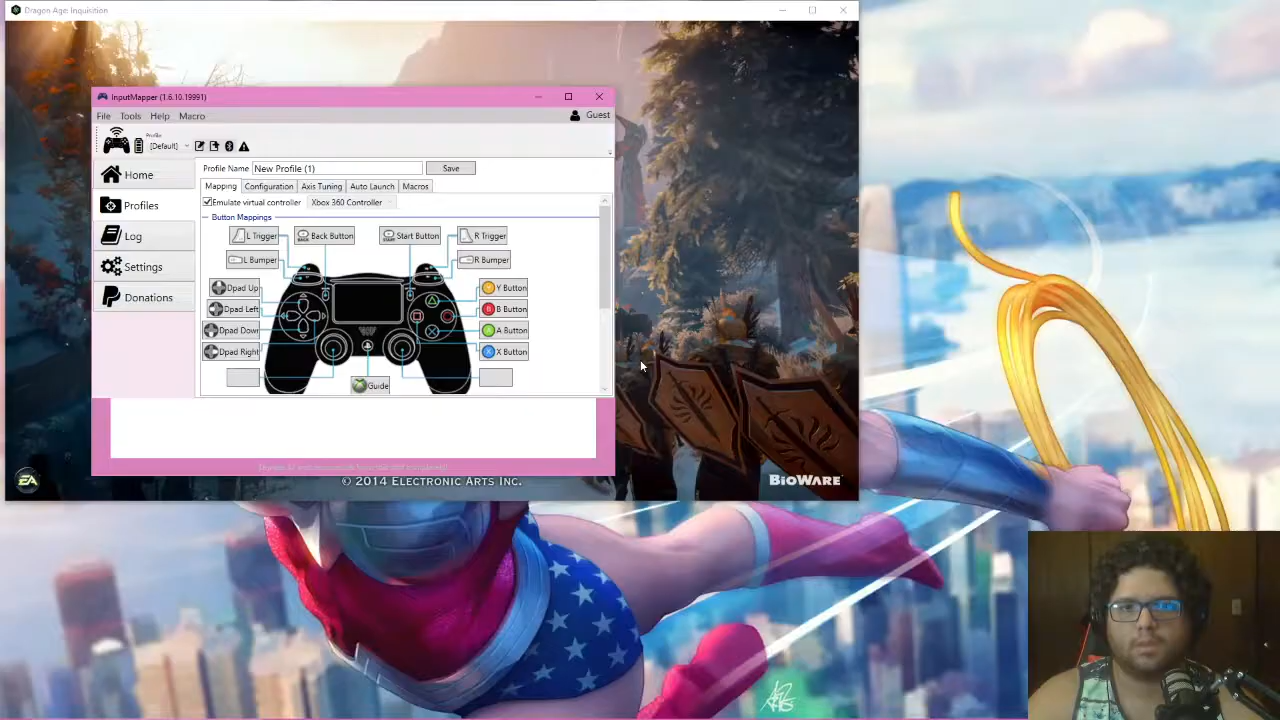 Dragon Age: Inquisition
InputMapper (1.6.10.19991)
File Tools Help Macro
Guest
Profile
[Default]
Home
Profiles
Log
Settings
Donations
Profile Name New Profile (1) Save
Mapping Configuration Axis Tuning Auto Launch Macros
Emulate virtual controller Xbox 360 Controller
Button Mappings
L Trigger Back Button Start Button R Trigger
L Bumper R Bumper
Dpad Up Y Button
Dpad Left B Button
Dpad Down A Button
Dpad Right X Button
Guide
EA
© 2014 Electronic Arts Inc.
BioWare